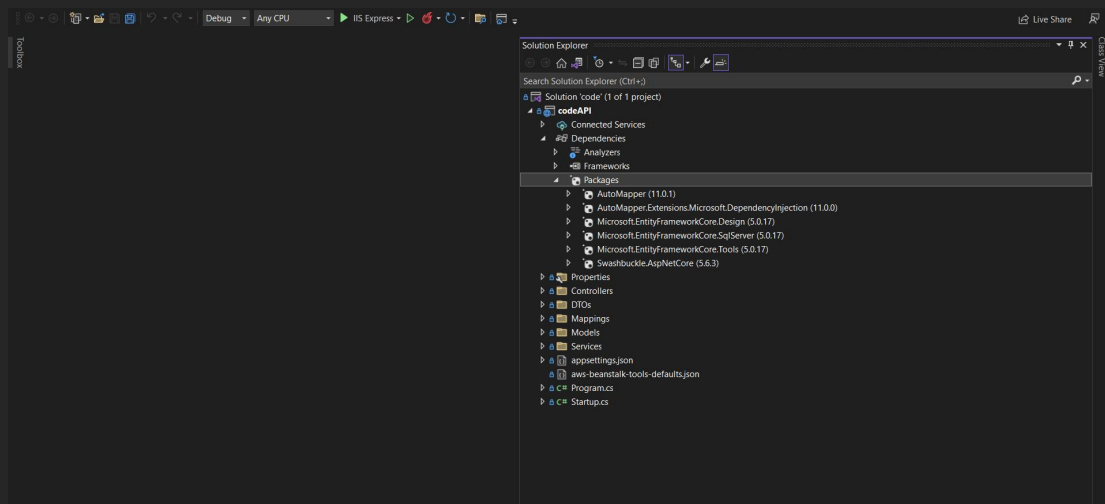 Debug Any CPU IIS Express Live Share
Toolbox
Solution Explorer
Class View
Search Solution Explorer (Ctrl+;)
Solution 'code' (1 of 1 project)
codeAPI
Connected Services
Dependencies
Analyzers
Frameworks
Packages
AutoMapper (11.0.1)
AutoMapper.Extensions.Microsoft.DependencyInjection (11.0.0)
Microsoft.EntityFrameworkCore.Design (5.0.17)
Microsoft.EntityFrameworkCore.SqlServer (5.0.17)
Microsoft.EntityFrameworkCore.Tools (5.0.17)
Swashbuckle.AspNetCore (5.6.3)
Properties
Controllers
DTOs
Mappings
Models
Services
appsettings.json
aws-beanstalk-tools-defaults.json
C# Program.cs
C# Startup.cs